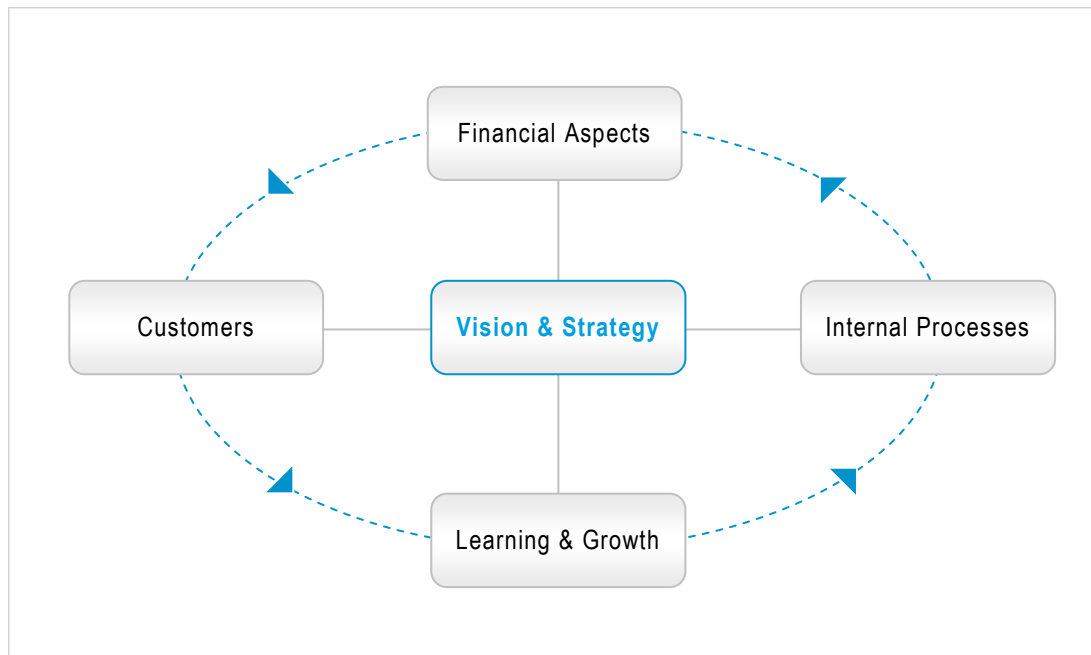 Financial Aspects
Customers
Vision & Strategy
Internal Processes
Learning & Growth